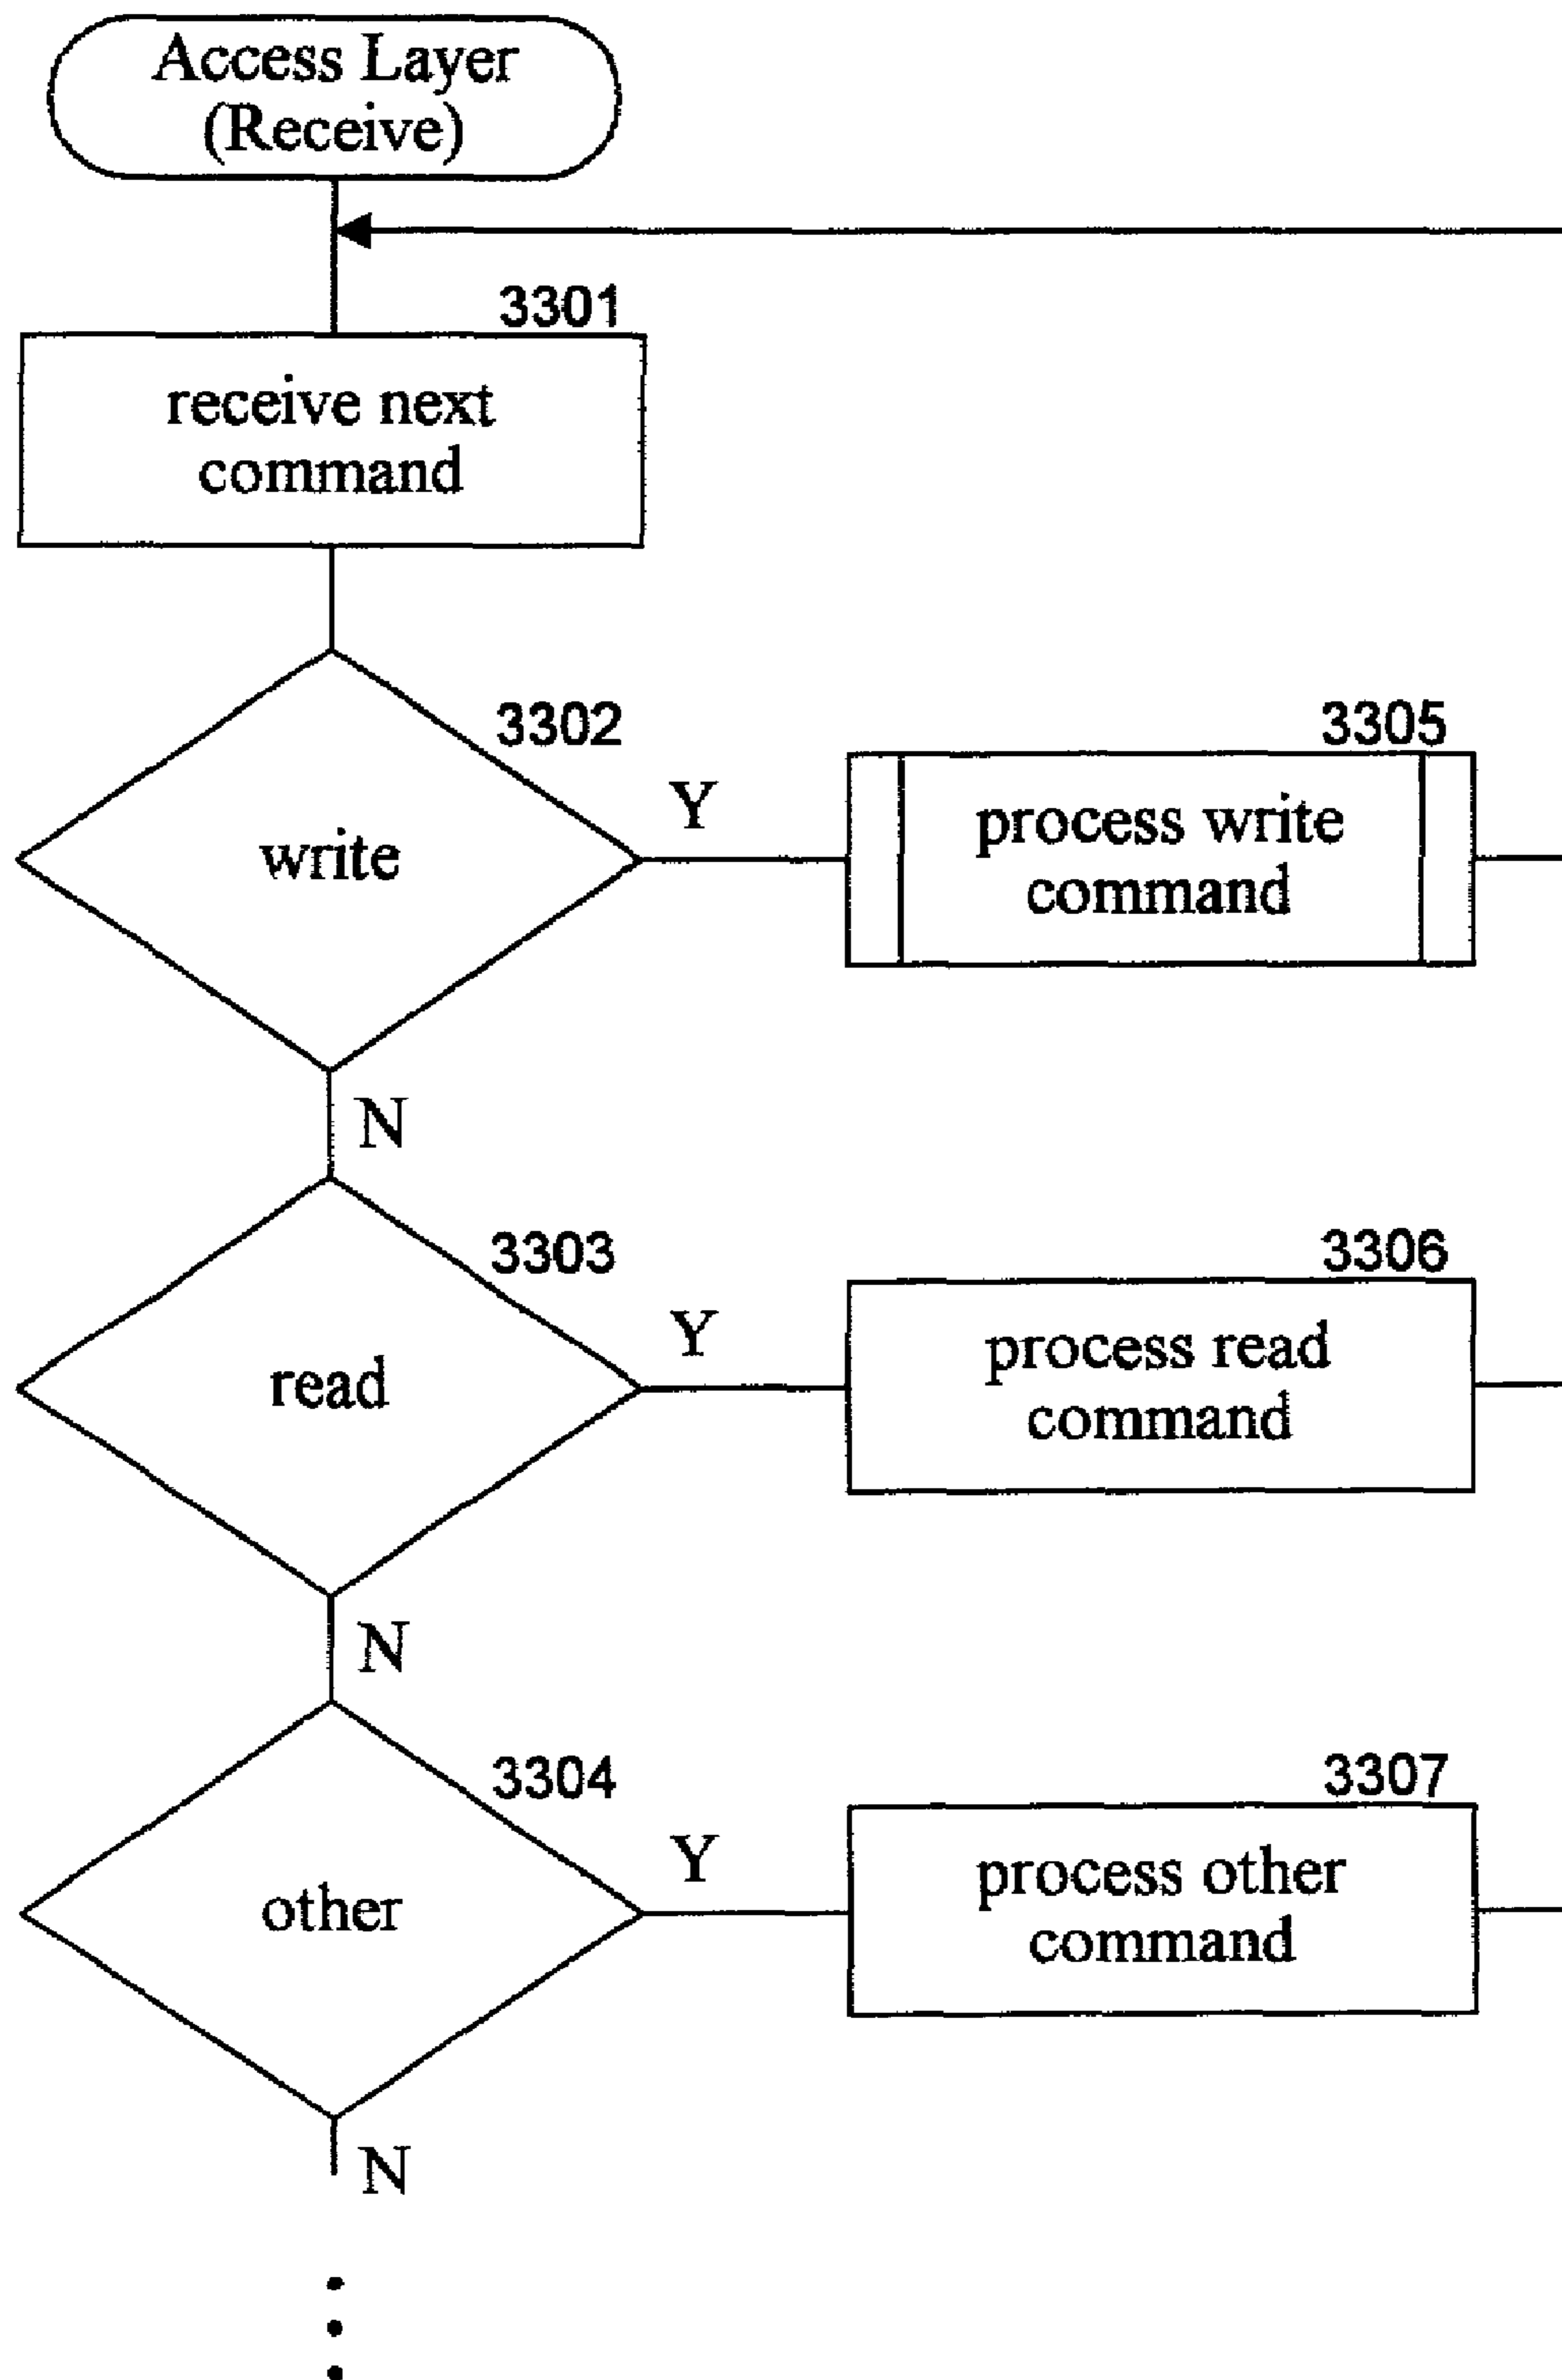 Access Layer
(Receive)
3301
receive next
command
3302
write
Y
3305
process write
command
N
3303
read
Y
3306
process read
command
N
3304
other
Y
3307
process other
command
N